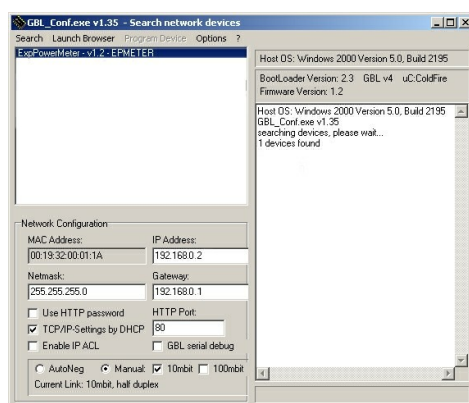 GBL_Conf.exe v1.35 - Search network devices
Search Launch Browser Program Device Options ?
ExpPowerMeter - v1.2 - EPMETER
Host OS: Windows 2000 Version 5.0, Build 2195
BootLoader Version: 2.3 GBL v4 uC:ColdFire
Firmware Version: 1.2
Host OS: Windows 2000 Version 5.0, Build 2195
GBL_Conf.exe v1.35
searching devices, please wait...
1 devices found
Network Configuration
MAC Address: IP Address:
00:19:32:00:01:1A 192.168.0.2
Netmask: Gateway:
255.255.255.0 192.168.0.1
Use HTTP password HTTP Port:
TCP/IP-Settings by DHCP 80
Enable IP ACL GBL serial debug
AutoNeg Manual: 10mbit 100mbit
Current Link: 10mbit, half duplex